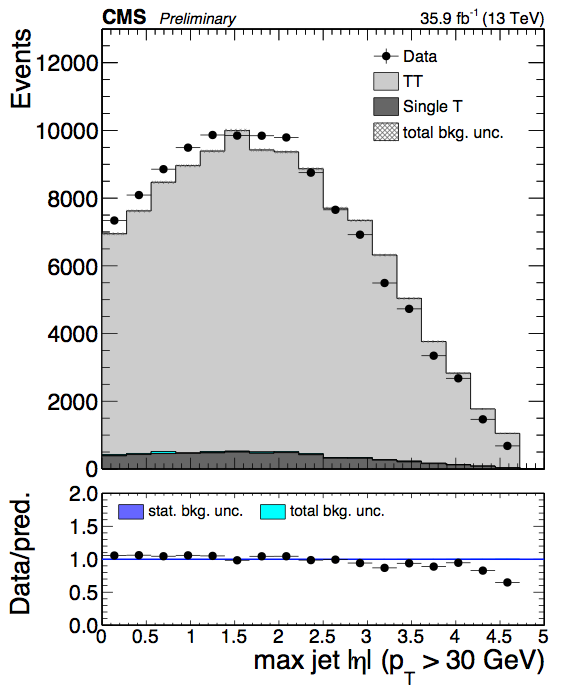 CMS Preliminary 35.9 fb-1 (13 TeV)
Events
12000
10000
8000
6000
4000
2000
0
Data
TT
Single T
total bkg. unc.
Data/pred.
2.0
1.5
1.0
0.5
0.0
stat. bkg. unc. total bkg. unc.
0 0.5 1 1.5 2 2.5 3 3.5 4 4.5 5
max jet |η| (pT > 30 GeV)